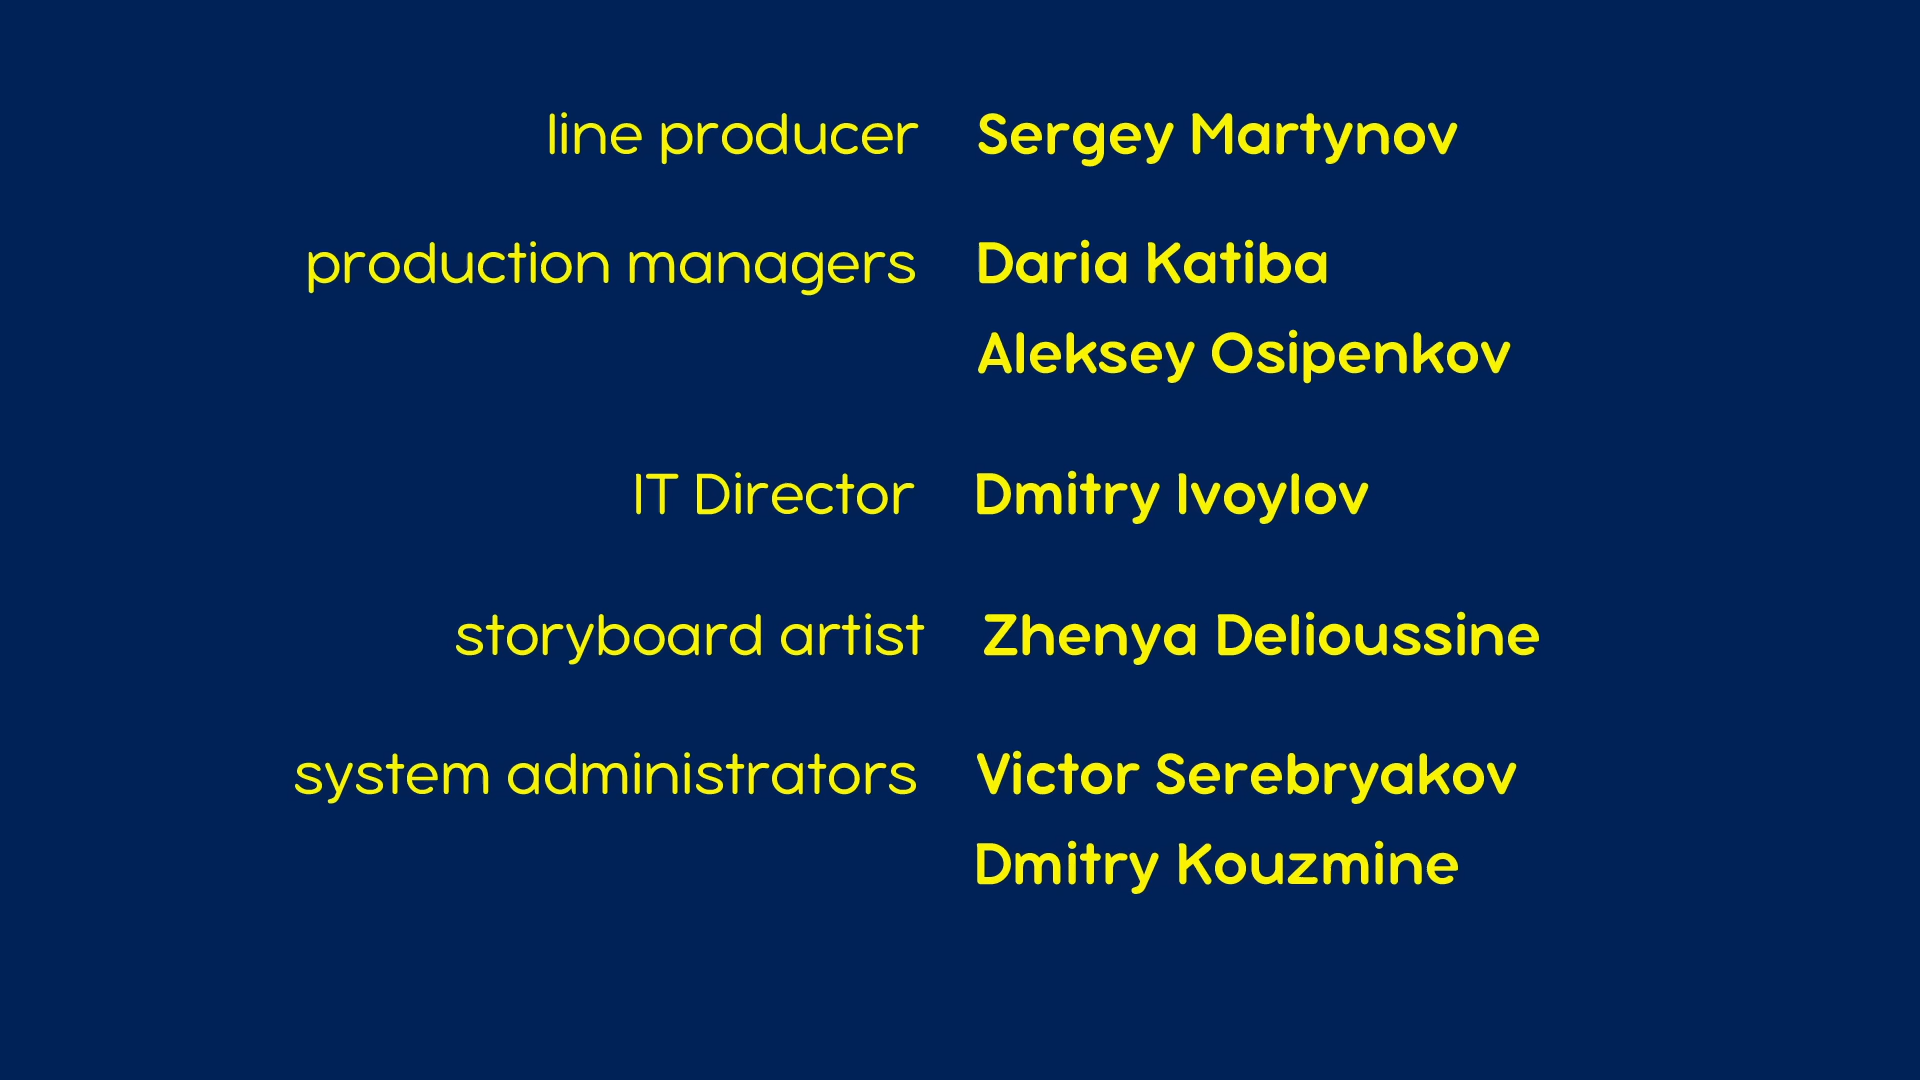 line producer Sergey Martynov
production managers Daria Katiba
Aleksey Osipenkov
IT Director Dmitry Ivoylov
storyboard artist Zhenya Delioussine
system administrators Victor Serebryakov
Dmitry Kouzmine